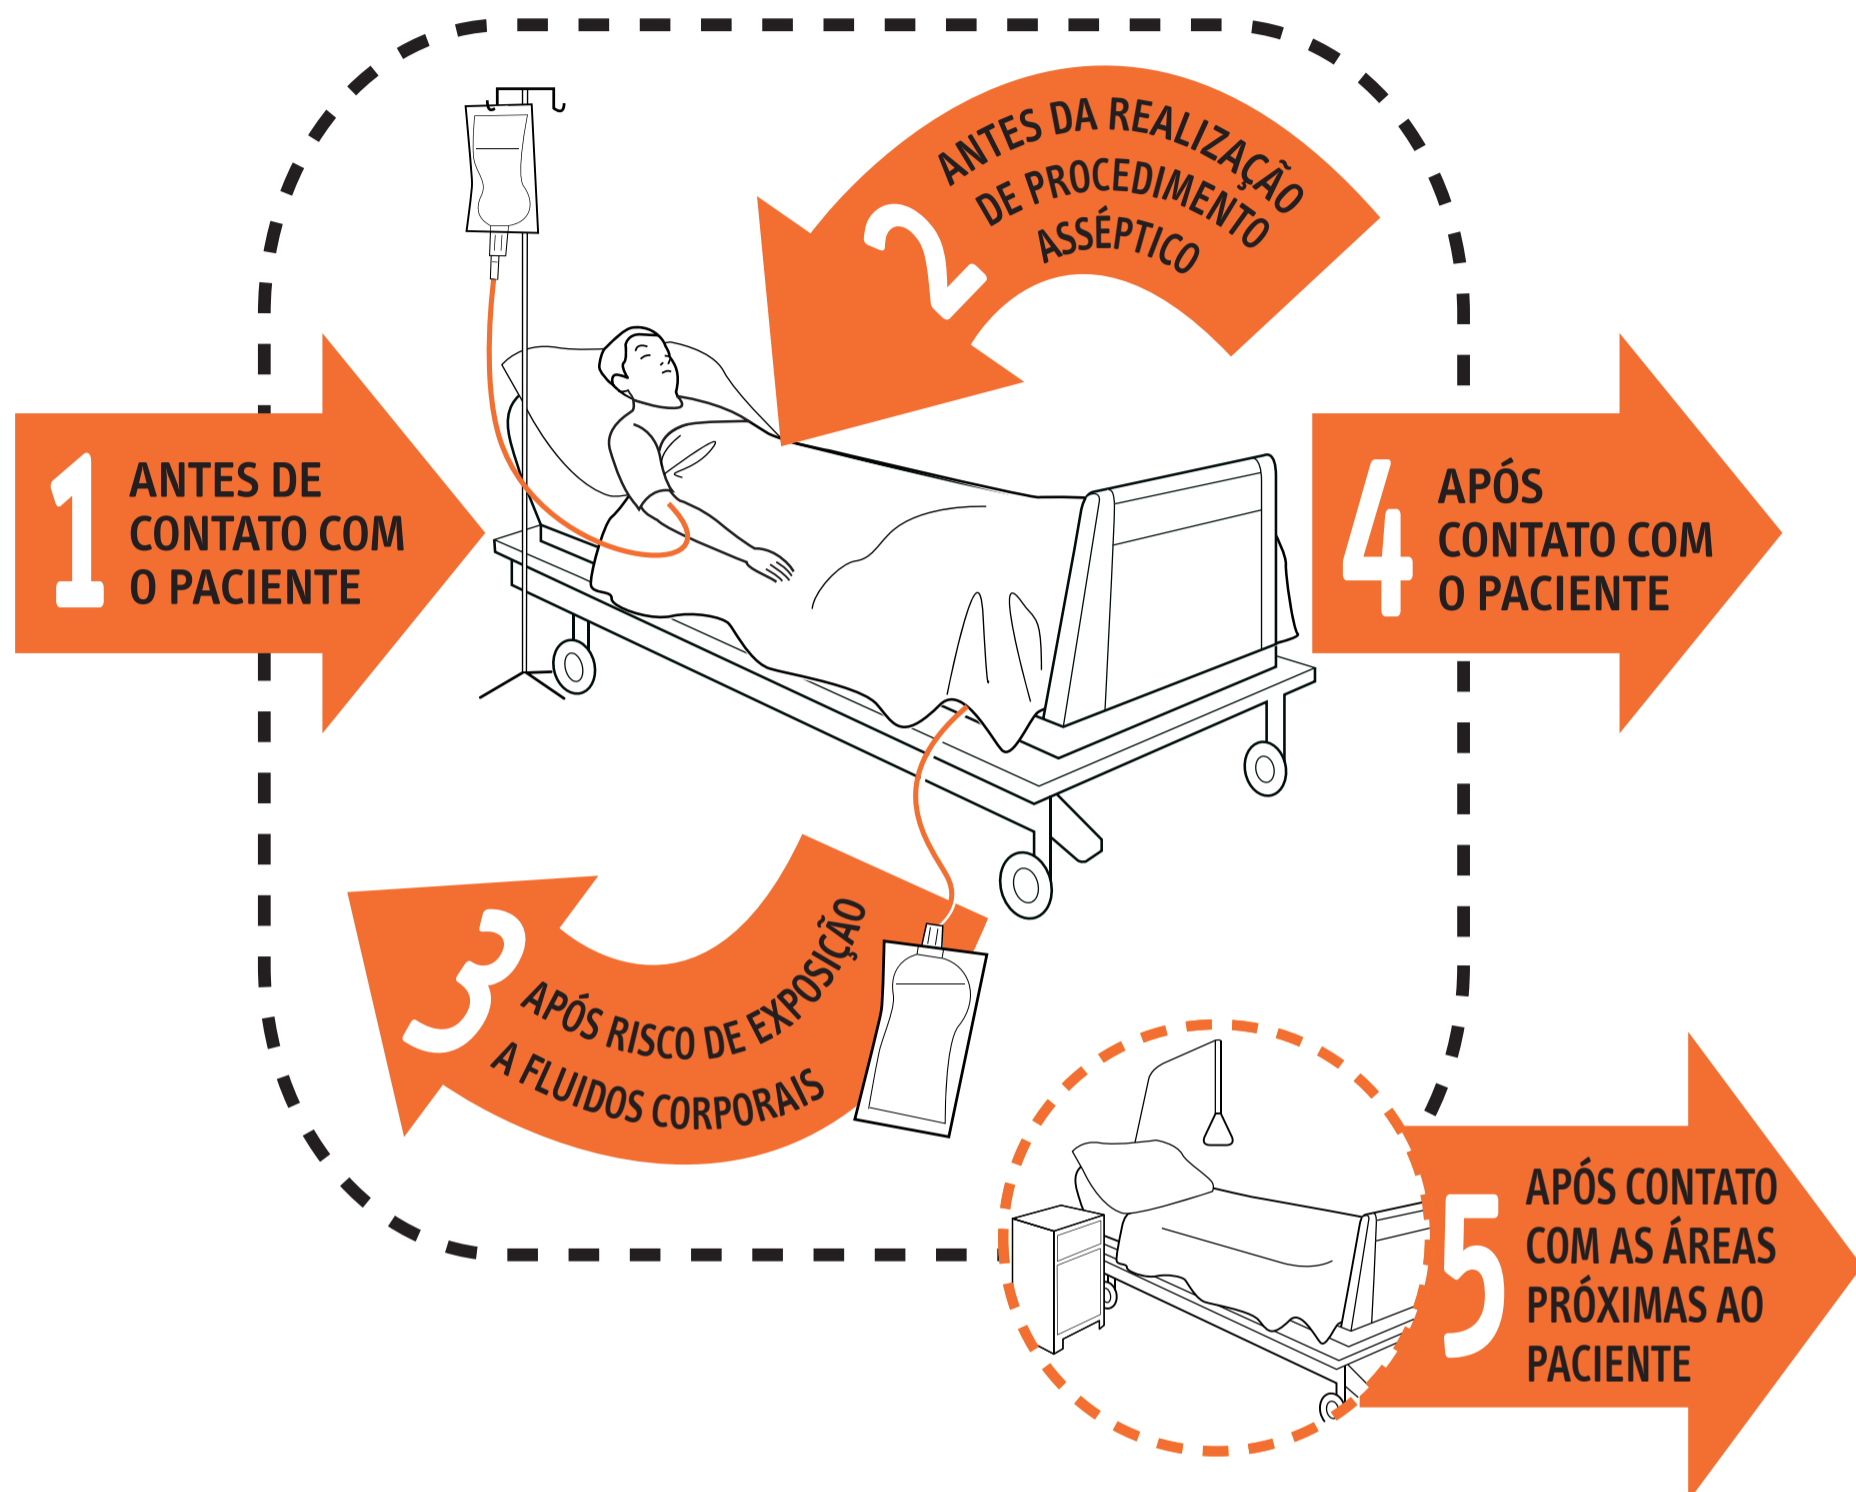 1
ANTES DE
CONTATO COM
O PACIENTE
2
ANTES DA REALIZAÇÃO
DE PROCEDIMENTO
ASSÉPTICO
3
APÓS RISCO DE EXPOSIÇÃO
A FLUIDOS CORPORAIS
4
APÓS
CONTATO COM
O PACIENTE
5
APÓS CONTATO
COM AS ÁREAS
PRÓXIMAS AO
PACIENTE